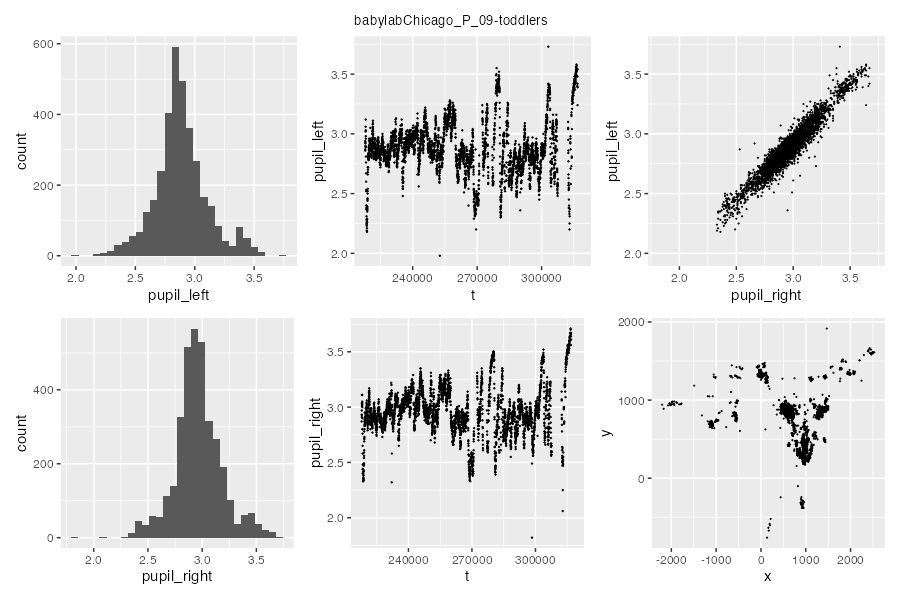 babylabChicago_P_09-toddlers
600
400
200
0
count
2.0 2.5 3.0 3.5
pupil_left
3.5
3.0
2.5
2.0
pupil_left
240000 270000 300000
t
3.5
3.0
2.5
2.0
pupil_left
2.0 2.5 3.0 3.5
pupil_right
400
200
0
count
2.0 2.5 3.0 3.5
pupil_right
3.5
3.0
2.5
2.0
pupil_right
240000 270000 300000
t
2000
1000
0
y
-2000 -1000 0 1000 2000
x